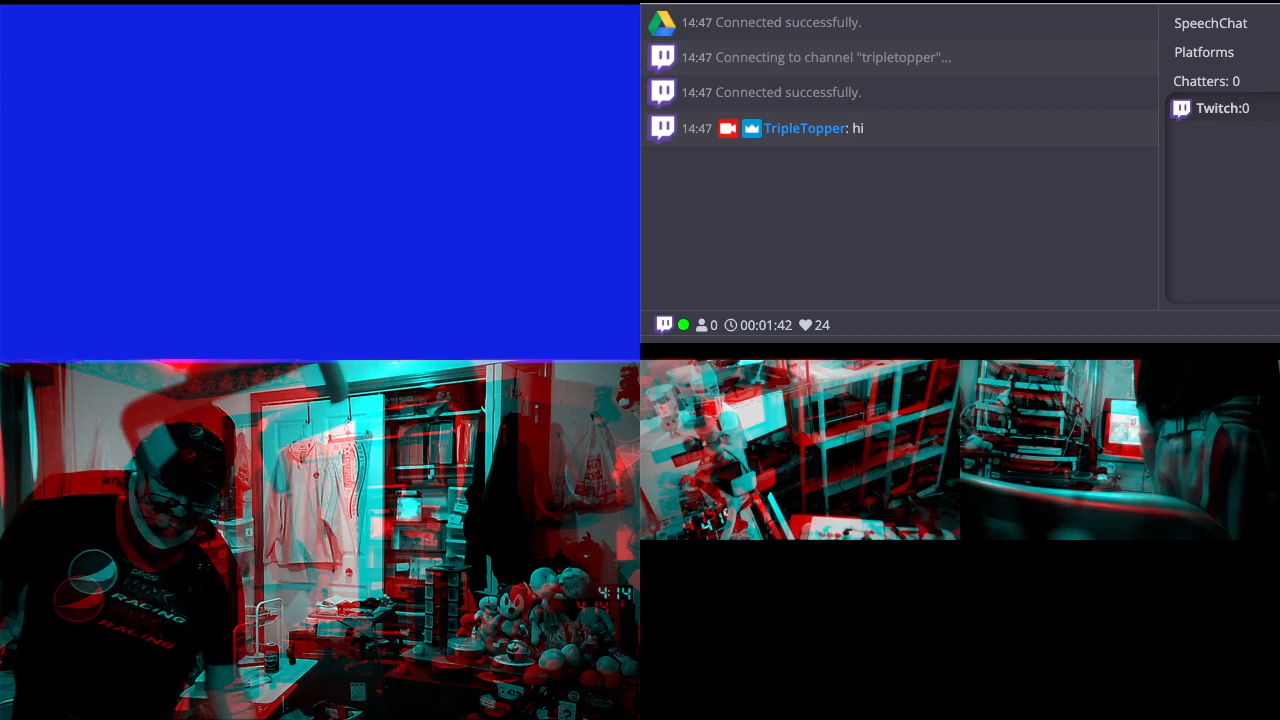 14:47 Connected successfully.
14:47 Connecting to channel "tripletopper"...
14:47 Connected successfully.
14:47 TripleTopper: hi
SpeechChat
Platforms
Chatters: 0
Twitch:0
0 00:01:42 24
pepsi
RACING
RACING
4:14